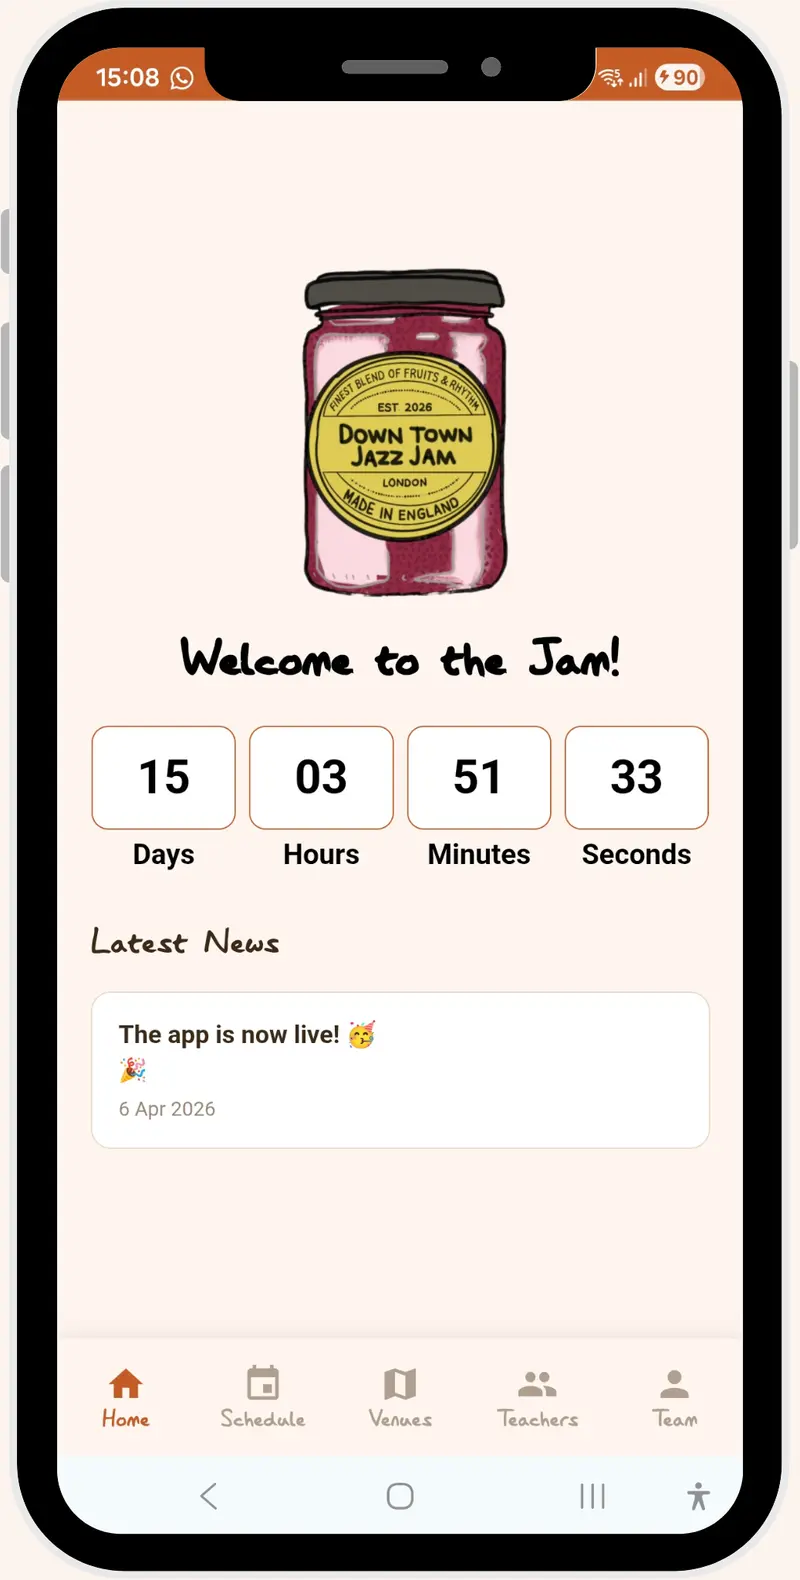 15:08
90
FINEST BLEND OF FRUITS & RHYTHM
EST 2026
DOWN TOWN
JAZZ JAM
LONDON
MADE IN ENGLAND
Welcome to the Jam!
15 03 51 33
Days Hours Minutes Seconds
Latest News
The app is now live! 🥳
🎉
6 Apr 2026
Home Schedule Venues Teachers Team